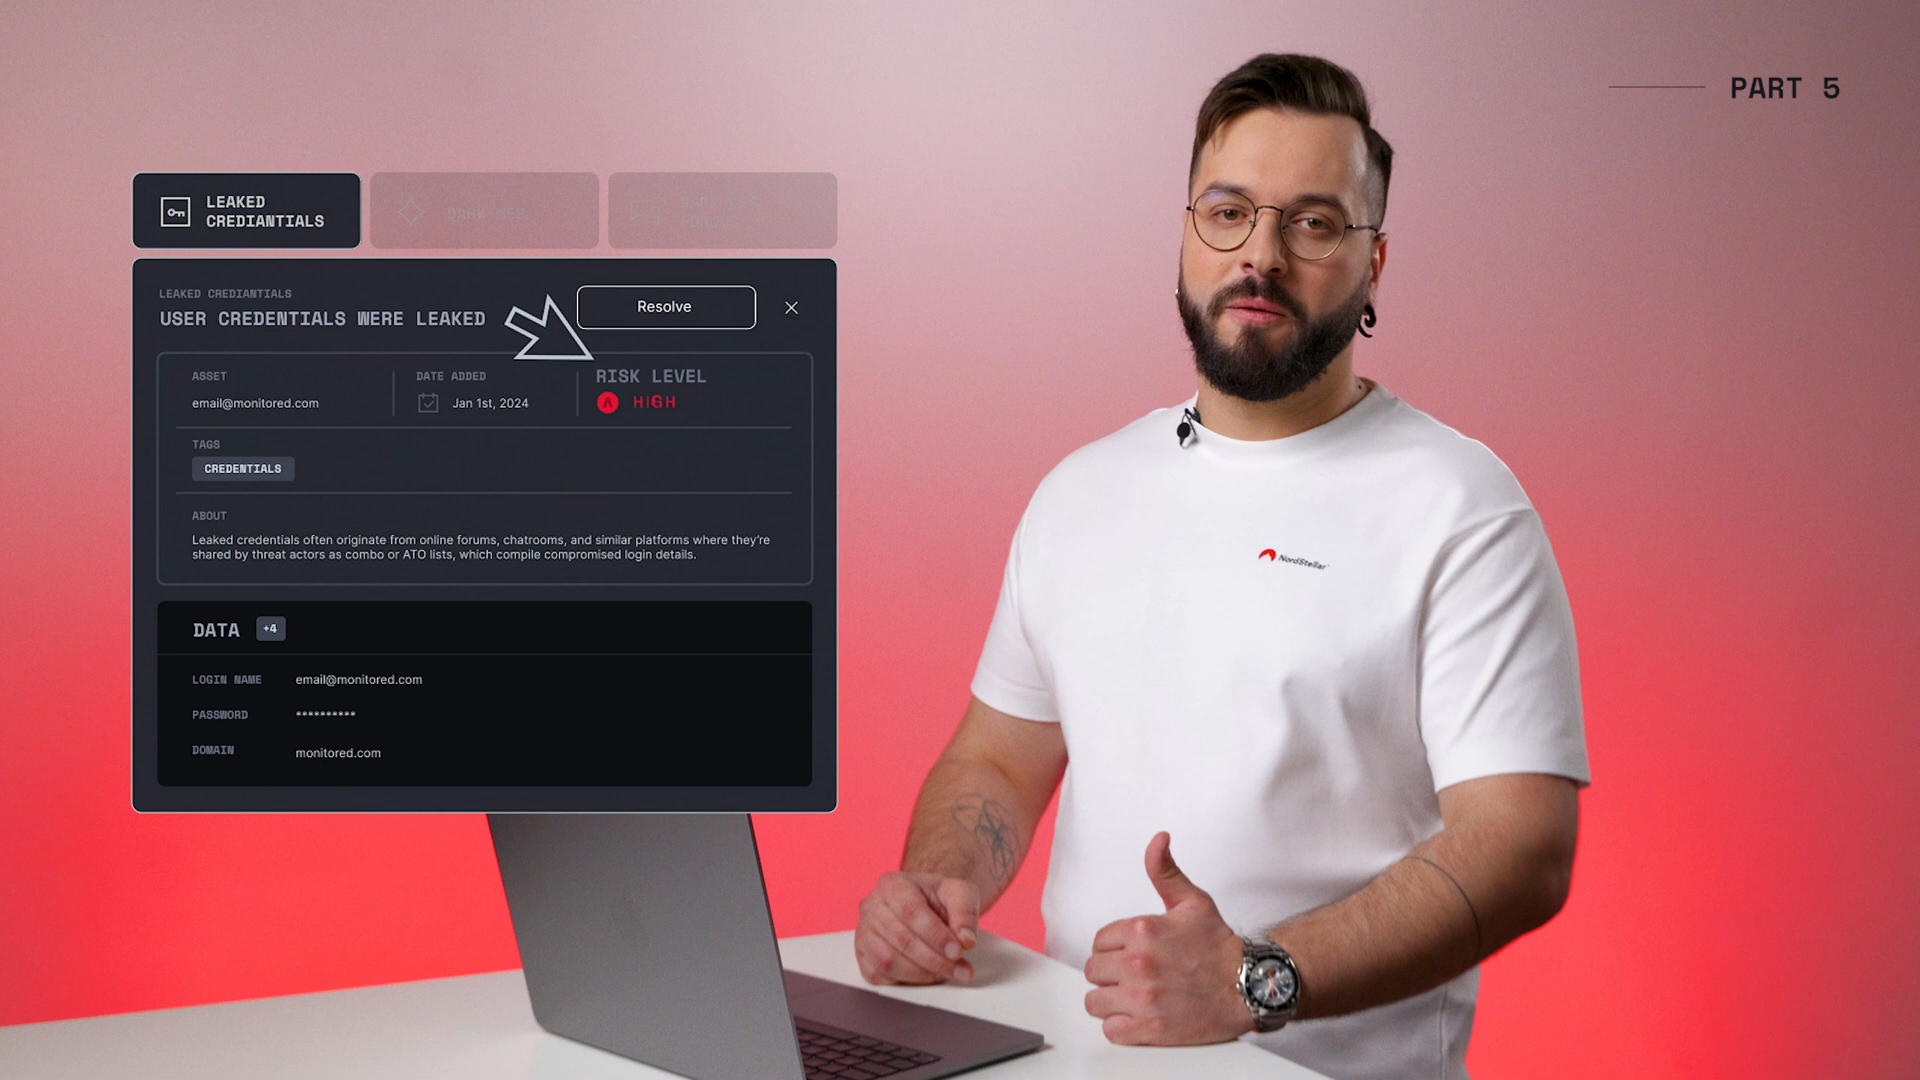 PART 5
LEAKED
CREDIANTIALS
DARK WEB
LEAKED CREDIANTIALS
USER CREDENTIALS WERE LEAKED
Resolve
ASSET
email@monitored.com
DATE ADDED
Jan 1st, 2024
RISK LEVEL
HIGH
TAGS
CREDENTIALS
ABOUT
Leaked credentials often originate from online forums, chatrooms, and similar platforms where they're
shared by threat actors as combo or ATO lists, which compile compromised login details.
DATA +4
LOGIN NAME email@monitored.com
PASSWORD **********
DOMAIN monitored.com
NordStellar